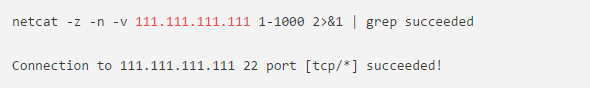 netcat -z -n -v 111.111.111.111 1-1000 2>&1 | grep succeeded
Connection to 111.111.111.111 22 port [tcp/*] succeeded!